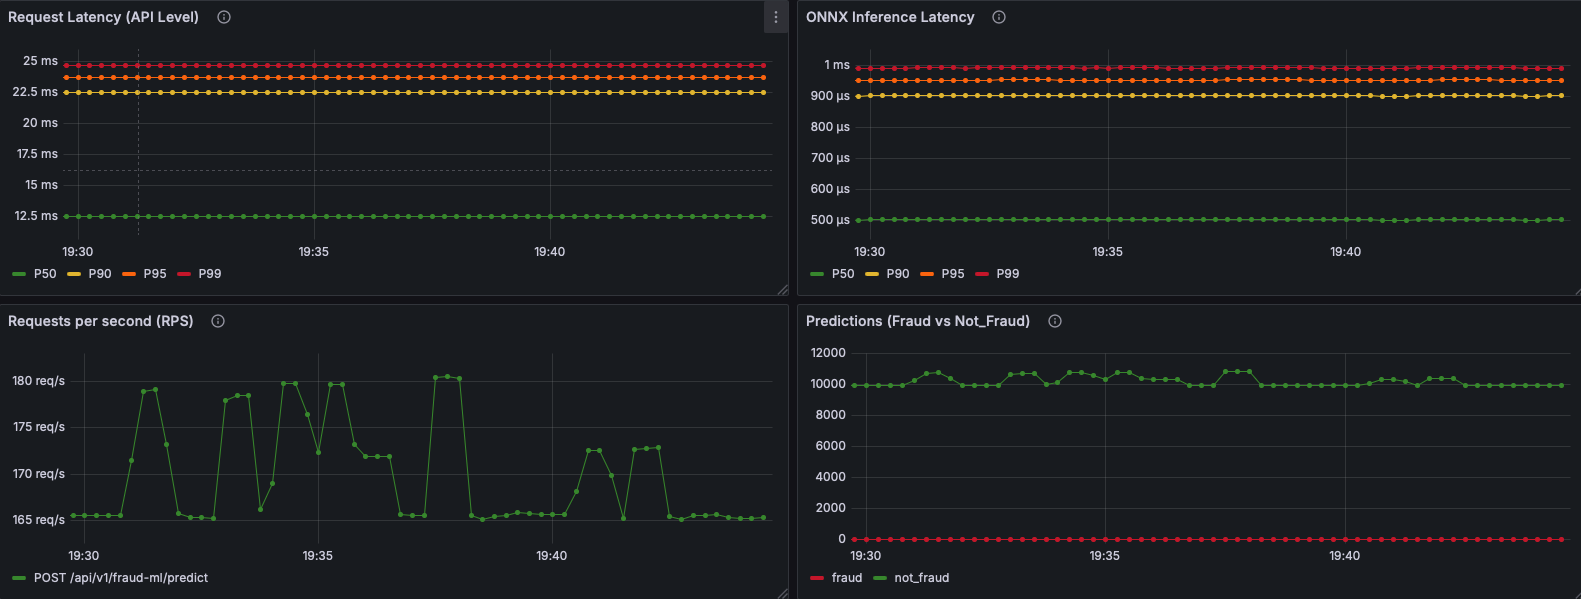 Request Latency (API Level)
25 ms
22.5 ms
20 ms
17.5 ms
15 ms
12.5 ms
19:30 19:35 19:40
P50 P90 P95 P99
ONNX Inference Latency
1 ms
900 µs
800 µs
700 µs
600 µs
500 µs
19:30 19:35 19:40
P50 P90 P95 P99
Requests per second (RPS)
180 req/s
175 req/s
170 req/s
165 req/s
19:30 19:35 19:40
POST /api/v1/fraud-ml/predict
Predictions (Fraud vs Not_Fraud)
12000
10000
8000
6000
4000
2000
0
19:30 19:35 19:40
fraud not_fraud